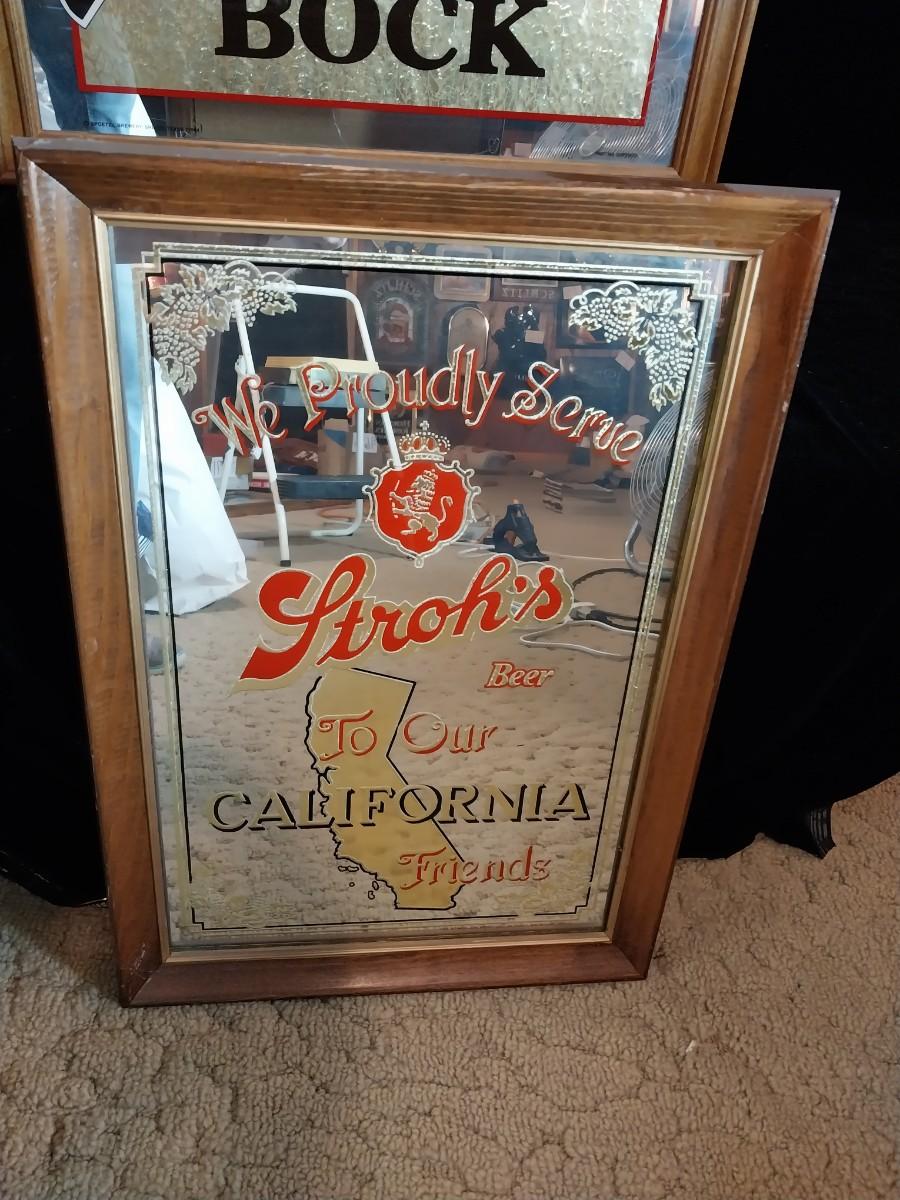 BOCK
We Proudly Serve
Stroh's
Beer
To Our
CALIFORNIA
Friends